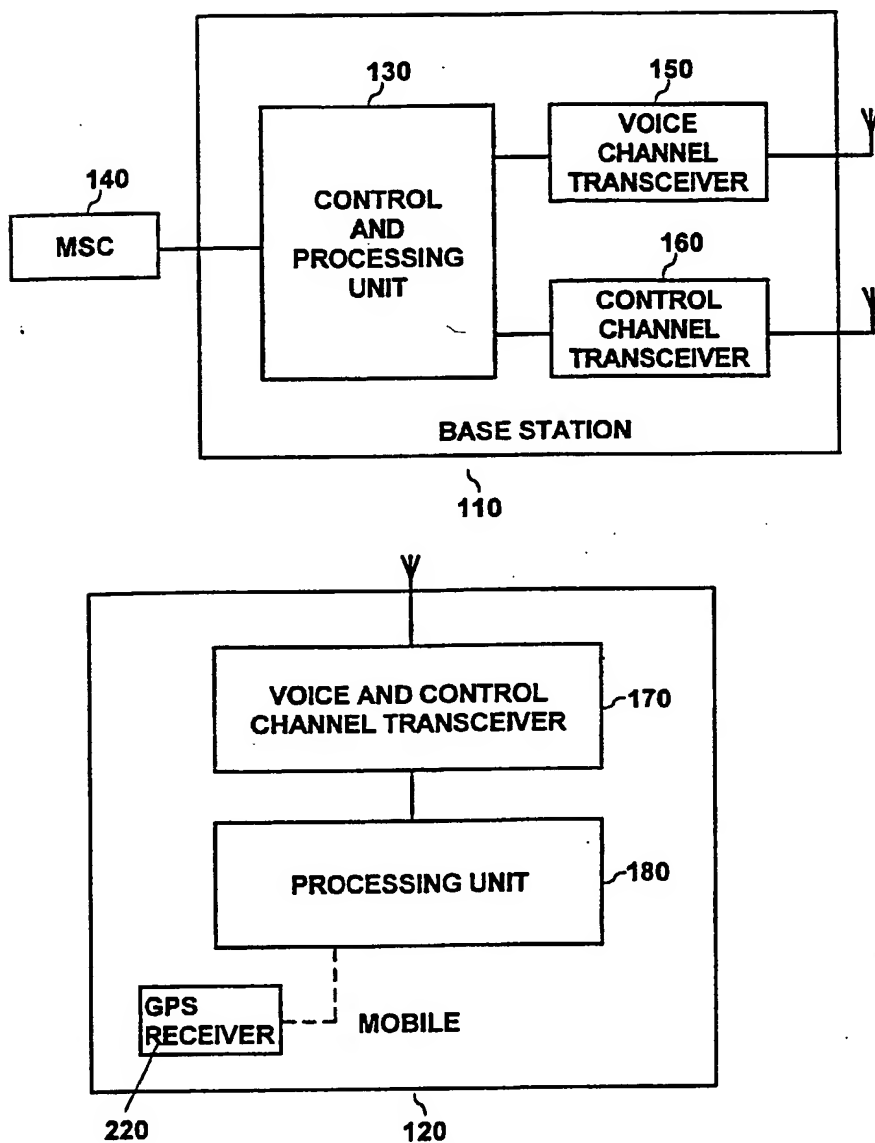 130
150
VOICE
CHANNEL
TRANSCEIVER
140
MSC
CONTROL
AND
PROCESSING
UNIT
160
CONTROL
CHANNEL
TRANSCEIVER
BASE STATION
110
VOICE AND CONTROL
CHANNEL TRANSCEIVER
170
PROCESSING UNIT
180
GPS
RECEIVER
MOBILE
220
120